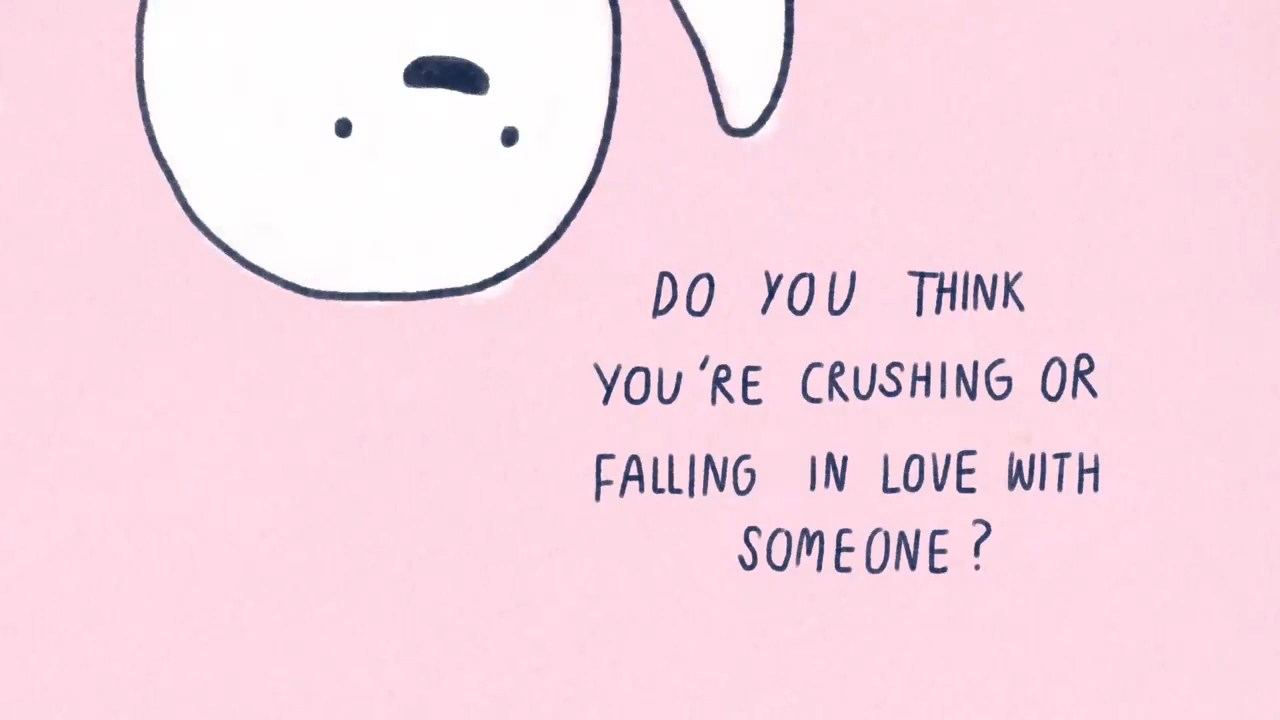 DO YOU THINK
YOU'RE CRUSHING OR
FALLING IN LOVE WITH
SOMEONE?